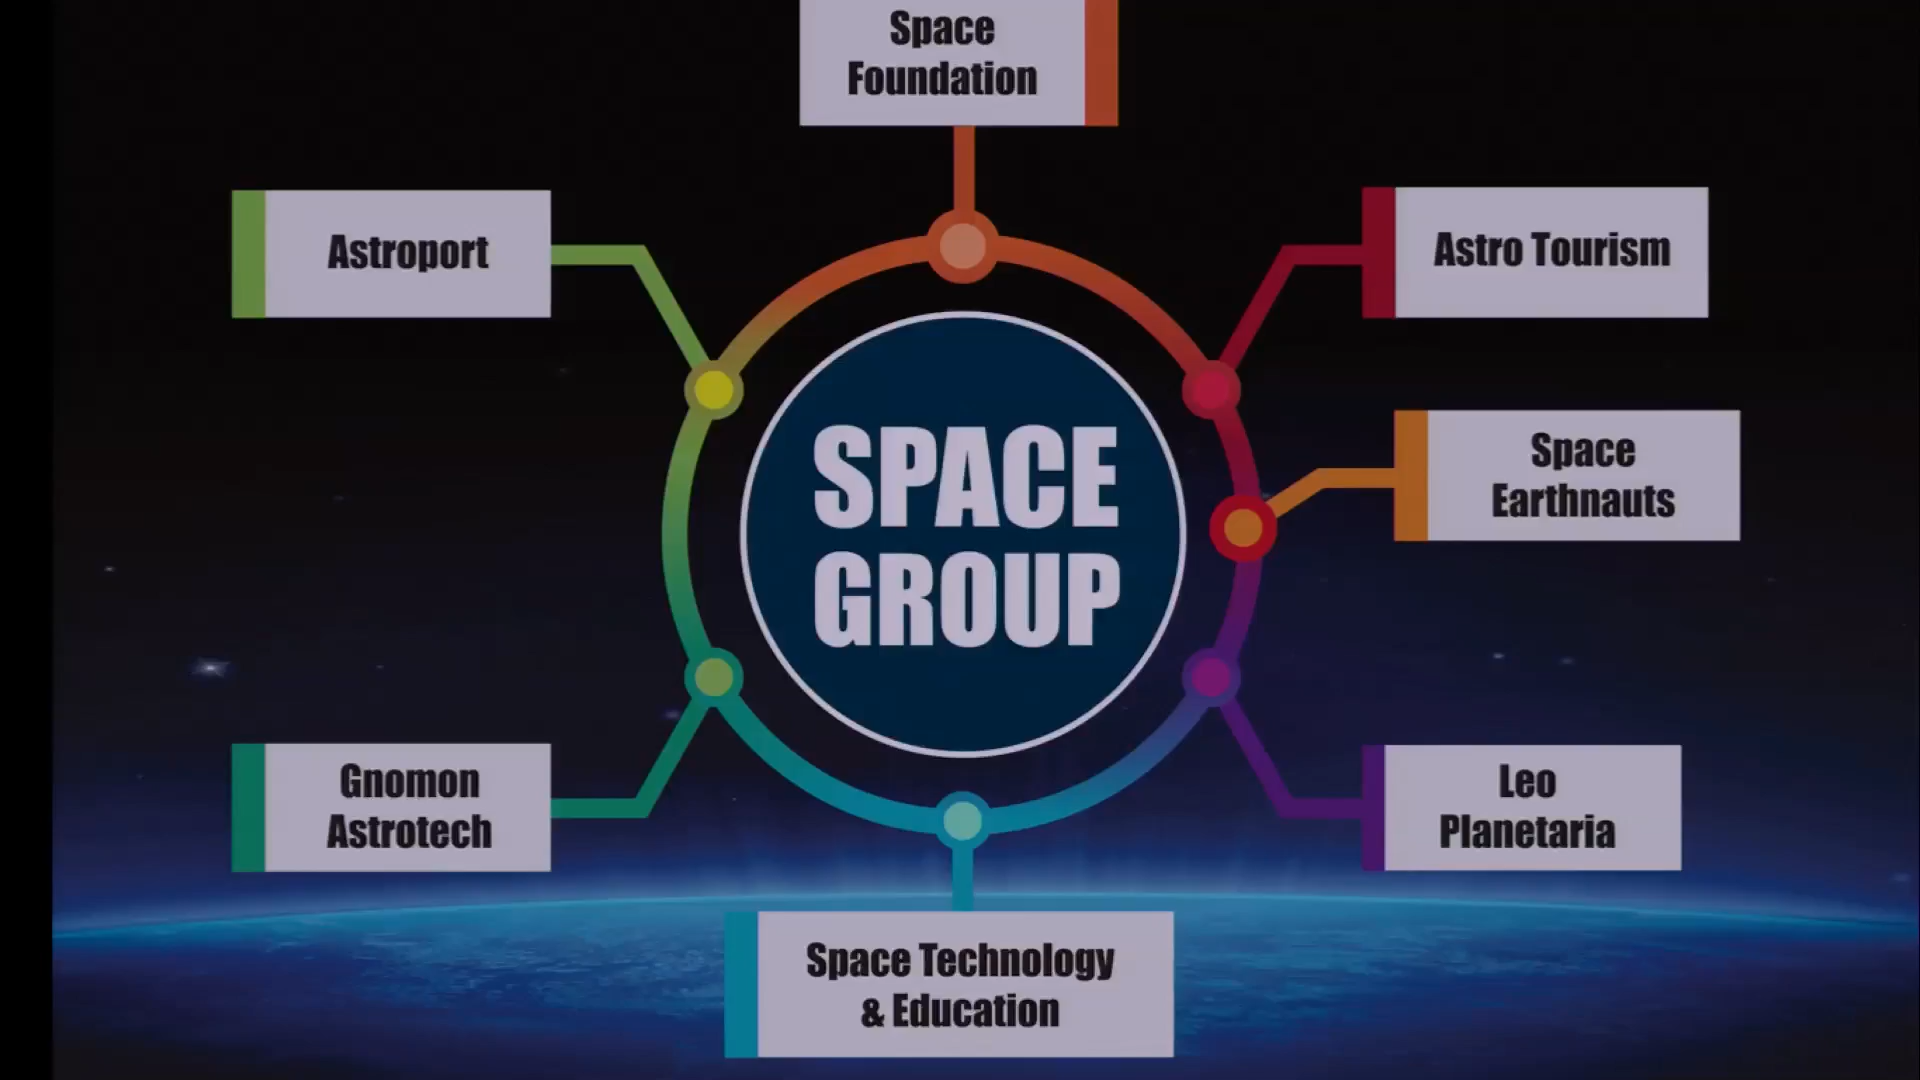 Space
Foundation
Astroport
Astro Tourism
Space
Earthnauts
SPACE
GROUP
Gnomon
Astrotech
Leo
Planetaria
Space Technology
& Education